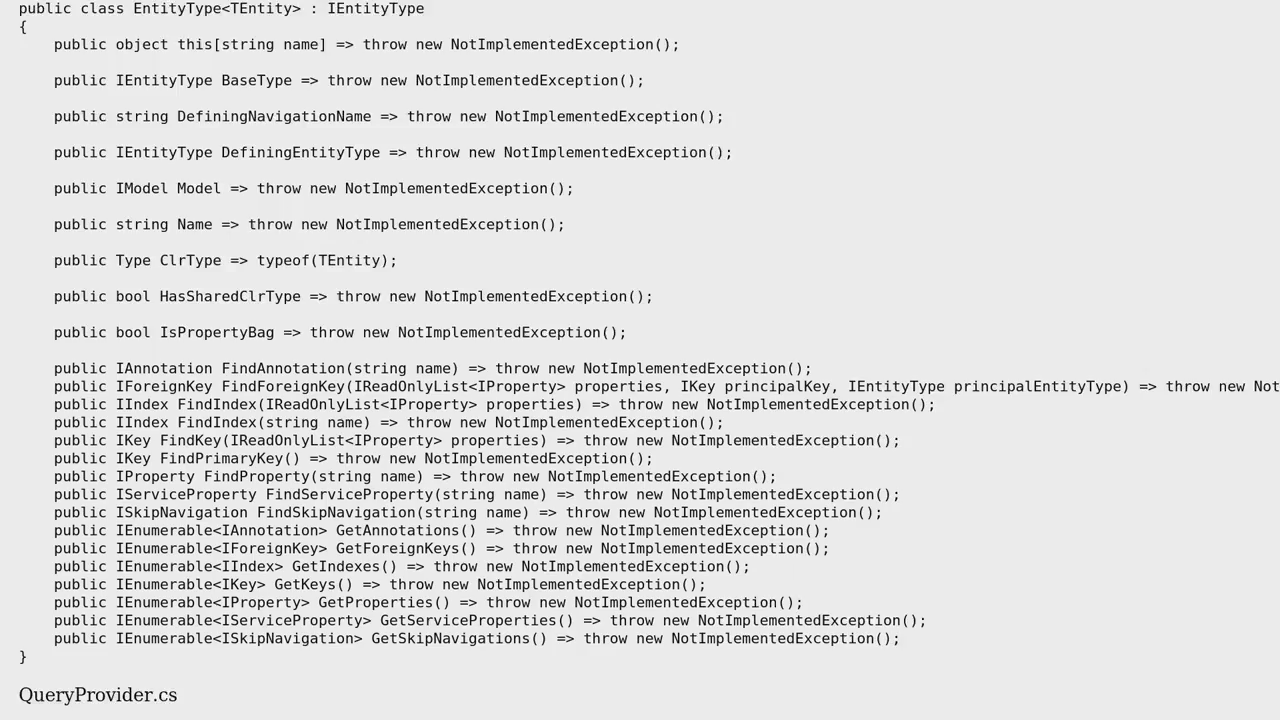 public class EntityType<TEntity> : IEntityType
{
    public object this[string name] => throw new NotImplementedException();
    public IEntityType BaseType => throw new NotImplementedException();
    public string DefiningNavigationName => throw new NotImplementedException();
    public IEntityType DefiningEntityType => throw new NotImplementedException();
    public IModel Model => throw new NotImplementedException();
    public string Name => throw new NotImplementedException();
    public Type ClrType => typeof(TEntity);
    public bool HasSharedClrType => throw new NotImplementedException();
    public bool IsPropertyBag => throw new NotImplementedException();
    public IAnnotation FindAnnotation(string name) => throw new NotImplementedException();
    public IForeignKey FindForeignKey(IReadOnlyList<IProperty> properties, IKey principalKey, IEntityType principalEntityType) => throw new Not
    public IIndex FindIndex(IReadOnlyList<IProperty> properties) => throw new NotImplementedException();
    public IIndex FindIndex(string name) => throw new NotImplementedException();
    public IKey FindKey(IReadOnlyList<IProperty> properties) => throw new NotImplementedException();
    public IKey FindPrimaryKey() => throw new NotImplementedException();
    public IProperty FindProperty(string name) => throw new NotImplementedException();
    public IServiceProperty FindServiceProperty(string name) => throw new NotImplementedException();
    public ISkipNavigation FindSkipNavigation(string name) => throw new NotImplementedException();
    public IEnumerable<IAnnotation> GetAnnotations() => throw new NotImplementedException();
    public IEnumerable<IForeignKey> GetForeignKeys() => throw new NotImplementedException();
    public IEnumerable<IIndex> GetIndexes() => throw new NotImplementedException();
    public IEnumerable<IKey> GetKeys() => throw new NotImplementedException();
    public IEnumerable<IProperty> GetProperties() => throw new NotImplementedException();
    public IEnumerable<IServiceProperty> GetServiceProperties() => throw new NotImplementedException();
    public IEnumerable<ISkipNavigation> GetSkipNavigations() => throw new NotImplementedException();
}
QueryProvider.cs